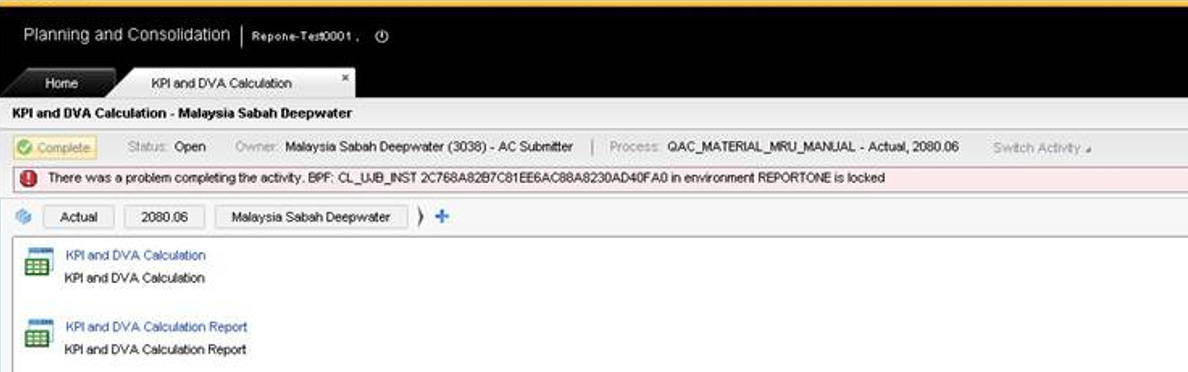 Planning and Consolidation | Repone-Test0001 ,
Home KPI and DVA Calculation ×
KPI and DVA Calculation - Malaysia Sabah Deepwater
Complete Status: Open Owner: Malaysia Sabah Deepwater (3038) - AC Submitter | Process: QAC_MATERIAL_MRU_MANUAL - Actual, 2080.06 Switch Activity
There was a problem completing the activity. BPF: CL_UJB_INST 2C768A82B7C81EE6AC88A8230AD40FA0 in environment REPORTONE is locked
Actual 2080.06 Malaysia Sabah Deepwater
KPI and DVA Calculation
KPI and DVA Calculation
KPI and DVA Calculation Report
KPI and DVA Calculation Report